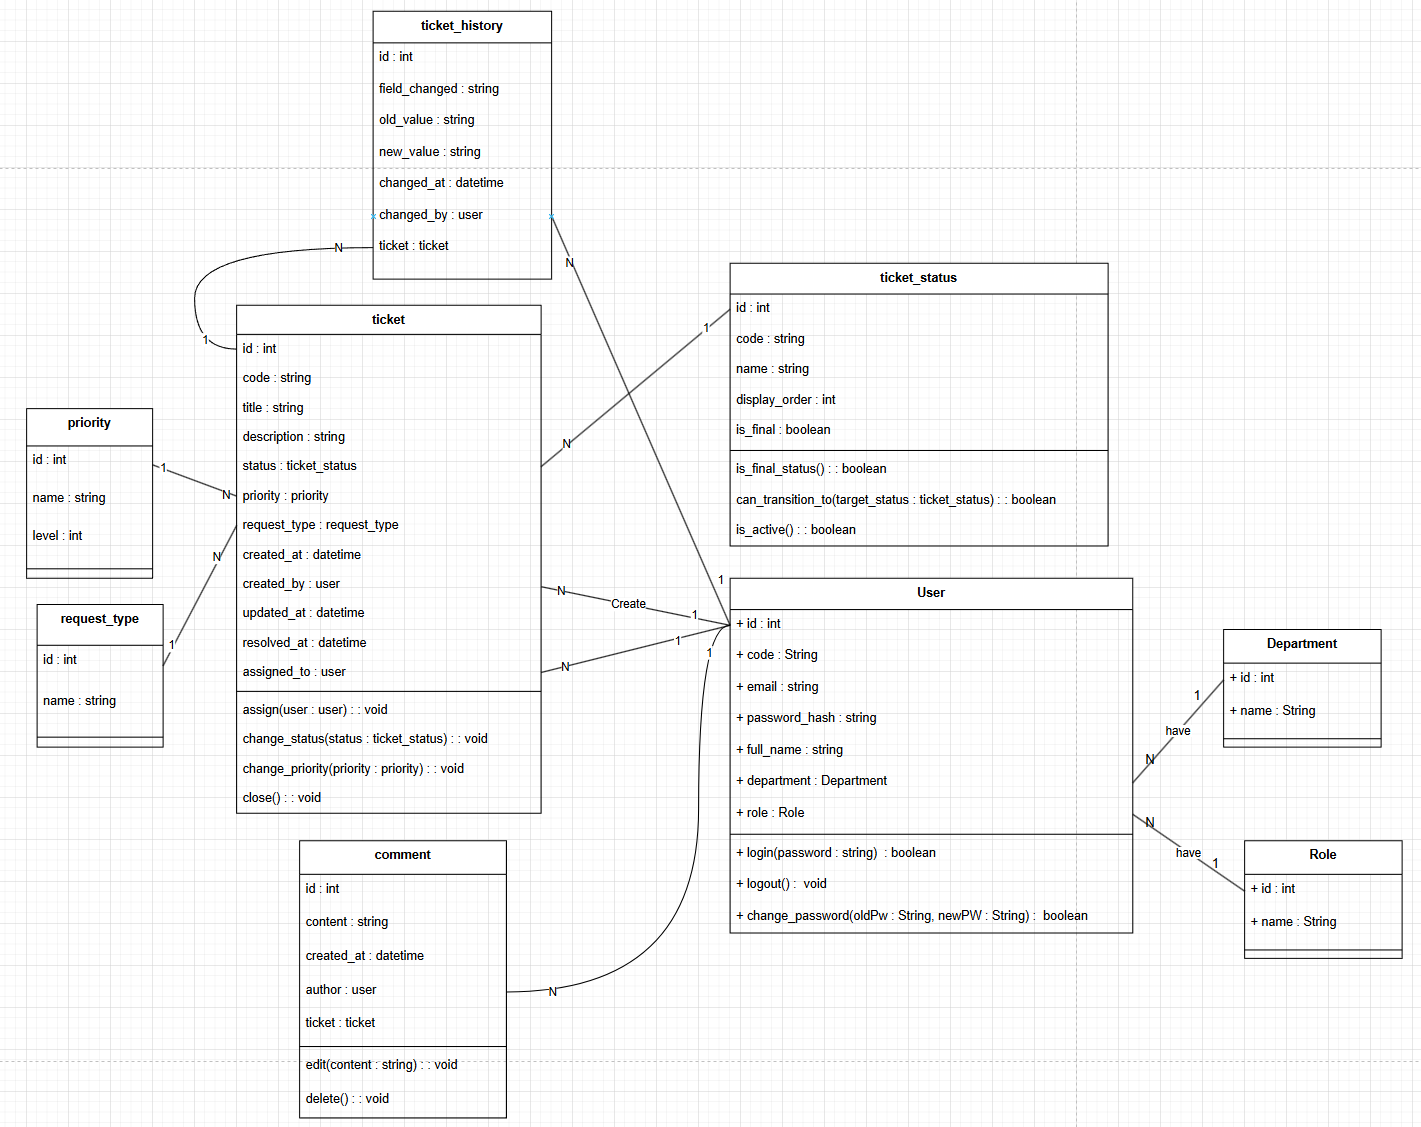 ticket_history
id : int
field_changed : string
old_value : string
new_value : string
changed_at : datetime
changed_by : user
ticket : ticket
N
1
N
1
ticket
id : int
code : string
title : string
description : string
status : ticket_status
priority : priority
request_type : request_type
created_at : datetime
created_by : user
updated_at : datetime
resolved_at : datetime
assigned_to : user
assign(user : user) : : void
change_status(status : ticket_status) : : void
change_priority(priority : priority) : : void
close() : : void
priority
id : int
name : string
level : int
1
N
request_type
id : int
name : string
1
N
ticket_status
id : int
code : string
name : string
display_order : int
is_final : boolean
is_final_status() : : boolean
can_transition_to(target_status : ticket_status) : : boolean
is_active() : : boolean
1
N
N
Create
1
N
1
User
+ id : int
+ code : String
+ email : string
+ password_hash : string
+ full_name : string
+ department : Department
+ role : Role
+ login(password : string)  : boolean
+ logout() :  void
+ change_password(oldPw : String, newPW : String) :  boolean
Department
+ id : int
+ name : String
1
have
N
Role
+ id : int
+ name : String
N
have
1
comment
id : int
content : string
created_at : datetime
author : user
ticket : ticket
edit(content : string) : : void
delete() : : void
N
1